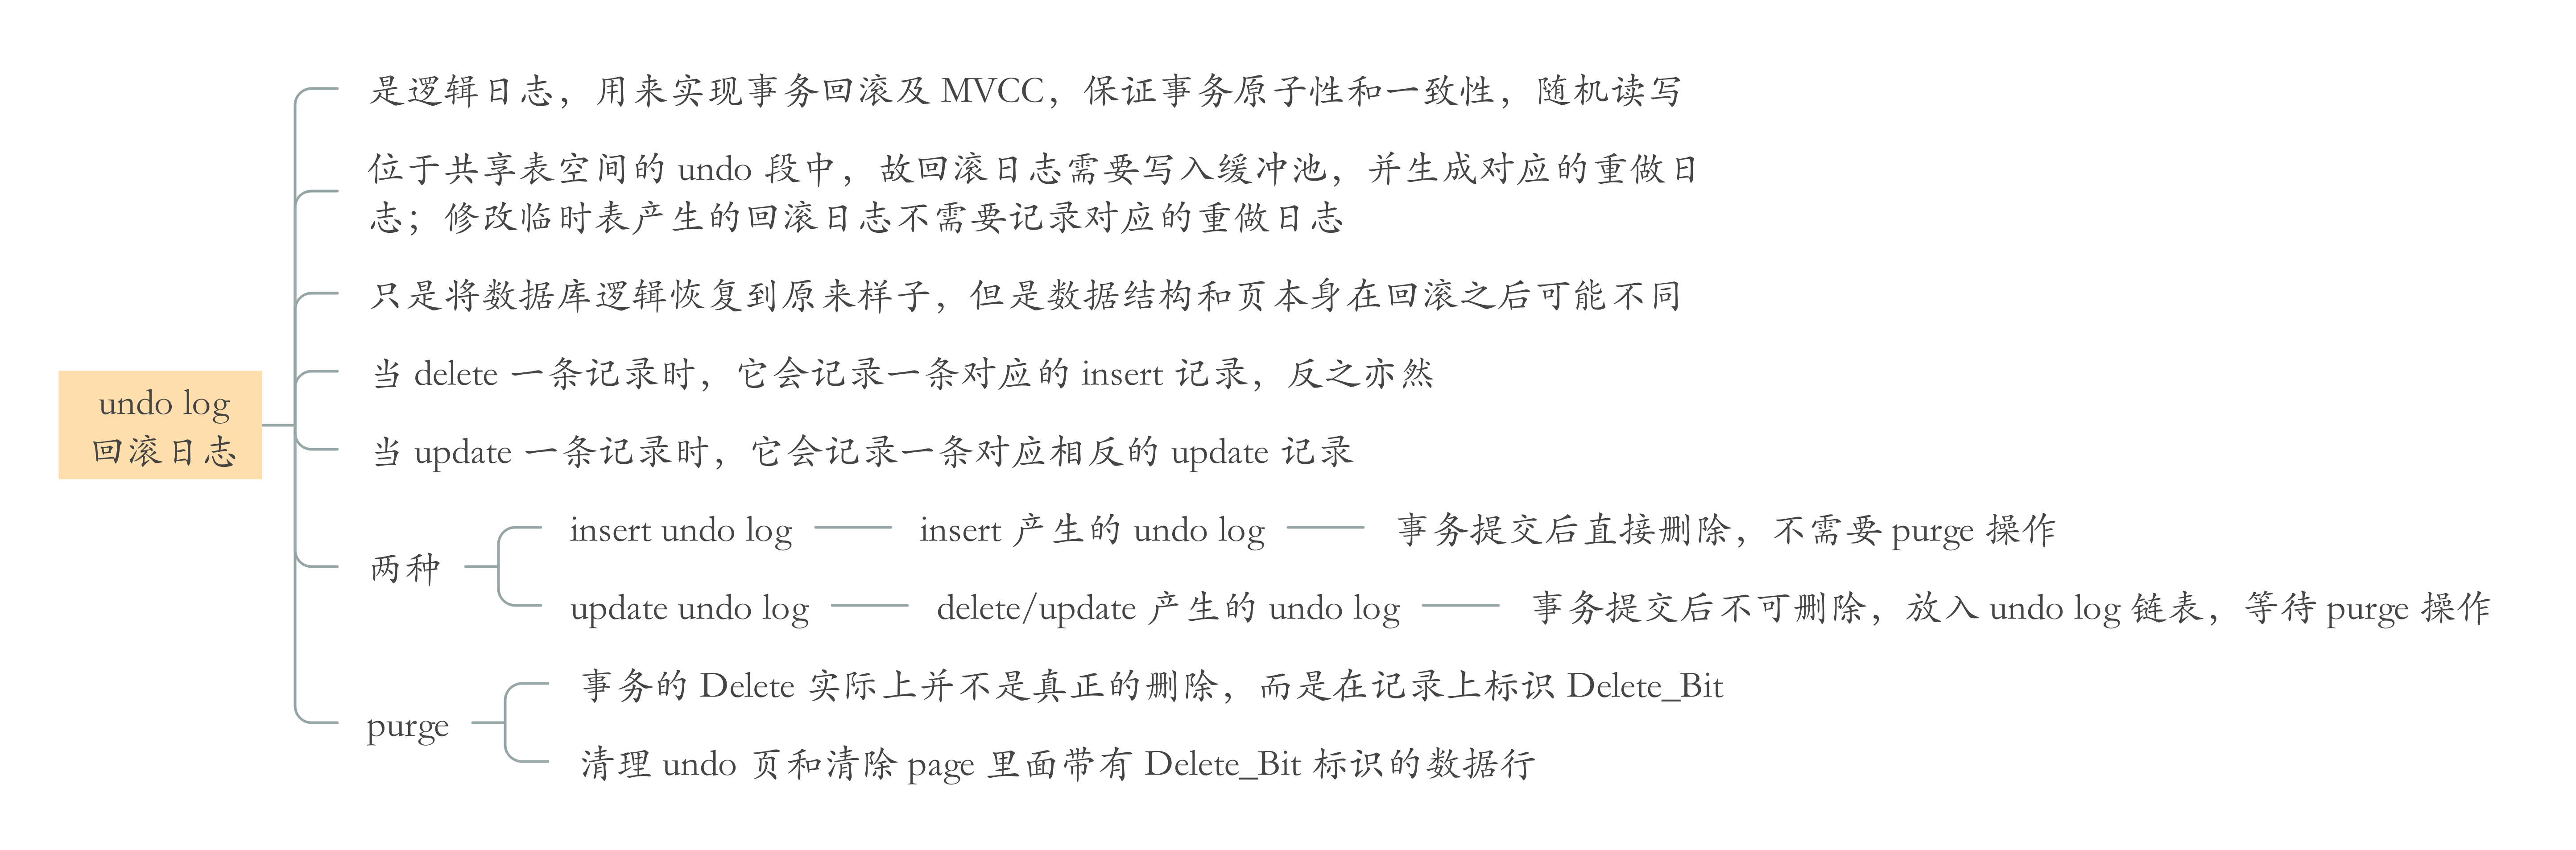 undo log
回滚日志
是逻辑日志，用来实现事务回滚及 MVCC，保证事务原子性和一致性，随机读写
位于共享表空间的 undo 段中，故回滚日志需要写入缓冲池，并生成对应的重做日
志；修改临时表产生的回滚日志不需要记录对应的重做日志
只是将数据库逻辑恢复到原来样子，但是数据结构和页本身在回滚之后可能不同
当 delete 一条记录时，它会记录一条对应的 insert 记录，反之亦然
当 update 一条记录时，它会记录一条对应相反的 update 记录
两种
insert undo log
insert 产生的 undo log
事务提交后直接删除，不需要 purge 操作
update undo log
delete/update 产生的 undo log
事务提交后不可删除，放入 undo log 链表，等待 purge 操作
purge
事务的 Delete 实际上并不是真正的删除，而是在记录上标识 Delete_Bit
清理 undo 页和清除 page 里面带有 Delete_Bit 标识的数据行